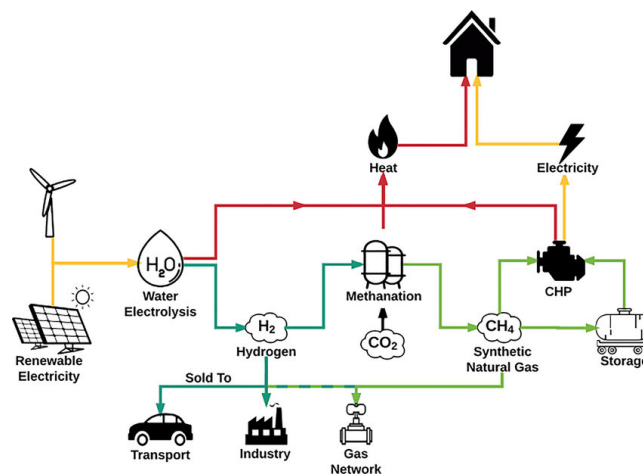 Heat
Electricity
H₂O
Water
Electrolysis
Methanation
CHP
Renewable
Electricity
H₂
Hydrogen
CO₂
CH₄
Synthetic
Natural Gas
Storage
Sold To
Transport
Industry
Gas
Network